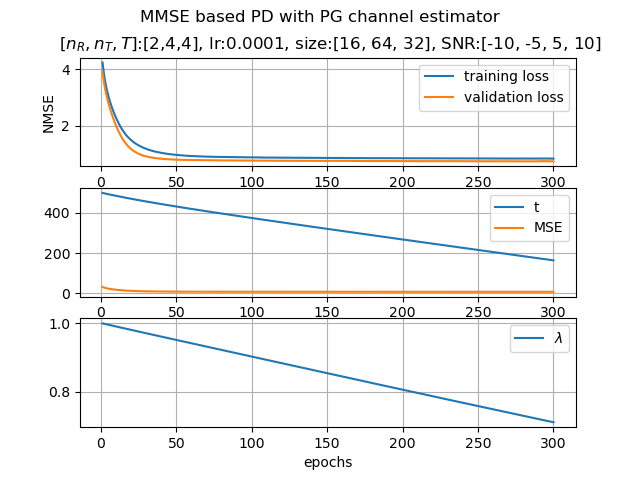 MMSE based PD with PG channel estimator
[n_R, n_T, T]:[2,4,4], lr:0.0001, size:[16, 64, 32], SNR:[-10, -5, 5, 10]
NMSE
4
2
training loss
validation loss
0 50 100 150 200 250 300
400
200
0
t
MSE
0 50 100 150 200 250 300
1.0
0.8
λ
0 50 100 150 200 250 300
epochs